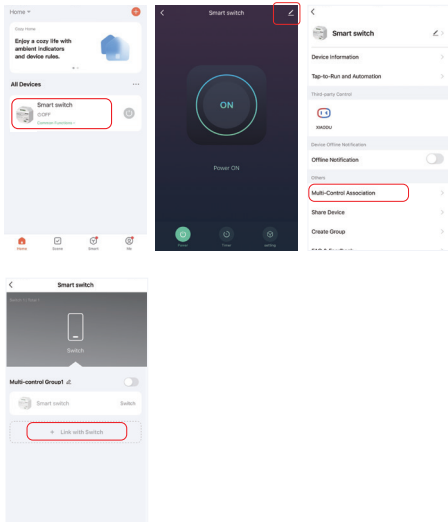 Home
Cozy Home
Enjoy a cozy life with
ambient indicators
and device rules.
All Devices
Smart switch
OFF
Common Functions
Home
Scene
Smart
Me
Smart switch
ON
Power ON
Timer
setting
Smart switch
Device Information
Tap-to-Run and Automation
Third-party Control
XIAODU
Device Offline Notification
Offline Notification
Others
Multi-Control Association
Share Device
Create Group
Smart switch
Switch
Multi-control Group1
Smart switch
Switch
+ Link with Switch